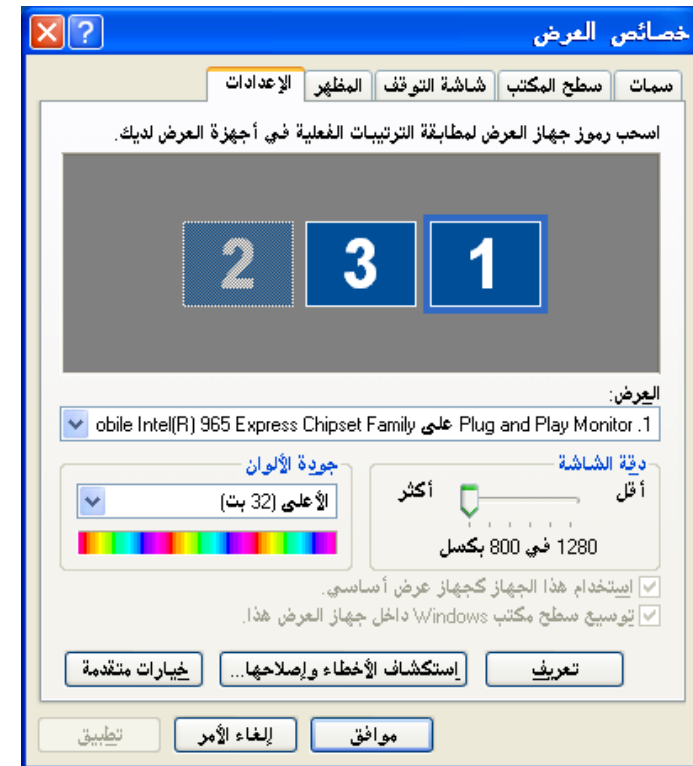 خصائص العرض
سمات سطح المكتب شاشة التوقف المظهر الإعدادات
اسحب رموز جهاز العرض لمطابقة الترتيبات الفعلية في أجهزة العرض لديك.
1 3 2
العرض:
1. Plug and Play Monitor على obile Intel(R) 965 Express Chipset Family
دقة الشاشة
جودة الألوان
أقل أكثر
الأعلى (32 بت)
1280 في 800 بكسل
إستخدام هذا الجهاز كجهاز عرض أساسي.
توسيع سطح مكتب Windows داخل جهاز العرض هذا.
تعريف إستكشاف الأخطاء وإصلاحها... خيارات متقدمة
موافق إلغاء الأمر تطبيق